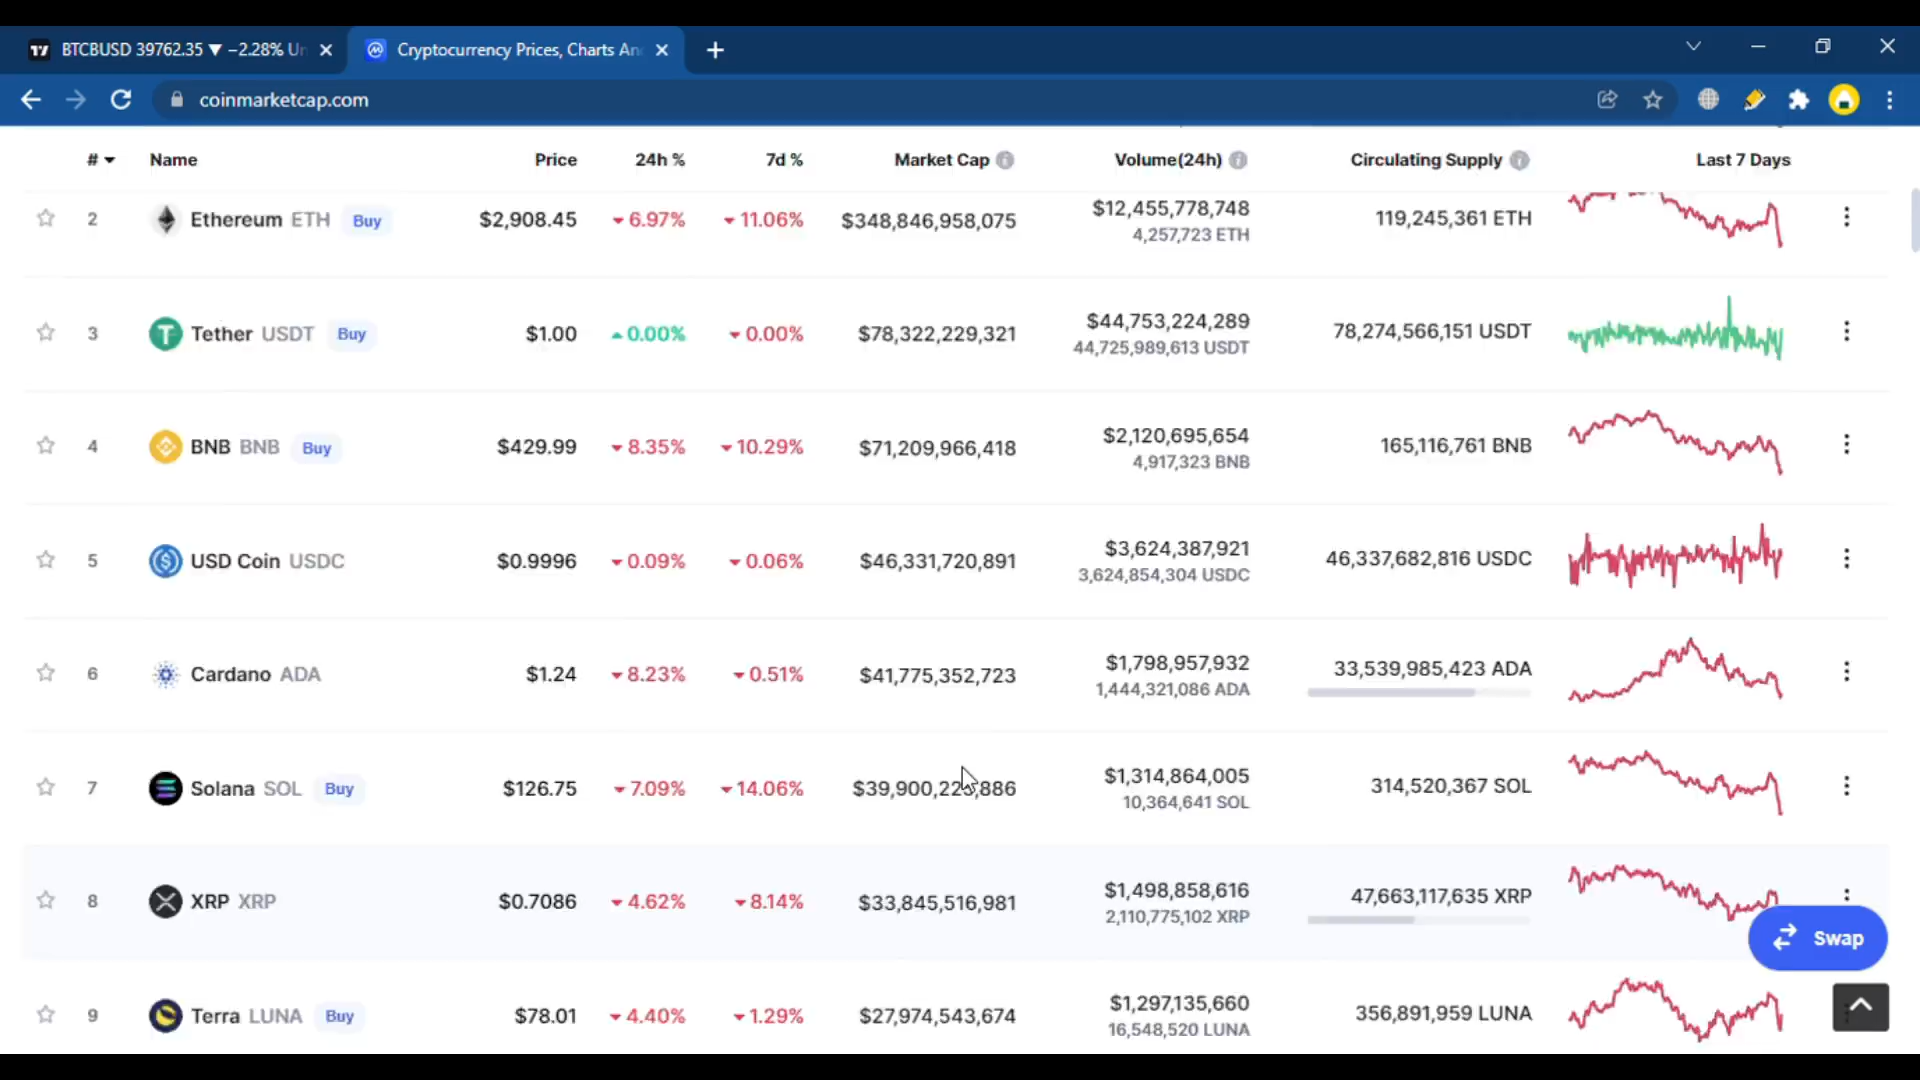 BTCBUSD 39762.35 ▼ −2.28% Un
Cryptocurrency Prices, Charts An
coinmarketcap.com
# Name Price 24h % 7d % Market Cap Volume(24h) Circulating Supply Last 7 Days
2 Ethereum ETH Buy $2,908.45 6.97% 11.06% $348,846,958,075 $12,455,778,748 119,245,361 ETH
4,257,723 ETH
3 Tether USDT Buy $1.00 0.00% 0.00% $78,322,229,321 $44,753,224,289 78,274,566,151 USDT
44,725,989,613 USDT
4 BNB BNB Buy $429.99 8.35% 10.29% $71,209,966,418 $2,120,695,654 165,116,761 BNB
4,917,323 BNB
5 USD Coin USDC $0.9996 0.09% 0.06% $46,331,720,891 $3,624,387,921 46,337,682,816 USDC
3,624,854,304 USDC
6 Cardano ADA $1.24 8.23% 0.51% $41,775,352,723 $1,798,957,932 33,539,985,423 ADA
1,444,321,086 ADA
7 Solana SOL Buy $126.75 7.09% 14.06% $1,314,864,005 314,520,367 SOL
10,364,641 SOL
8 XRP XRP $0.7086 4.62% 8.14% $33,845,516,981 $1,498,858,616 47,663,117,635 XRP
2,110,775,102 XRP
Swap
9 Terra LUNA Buy $78.01 4.40% 1.29% $27,974,543,674 $1,297,135,660 356,891,959 LUNA
16,548,520 LUNA